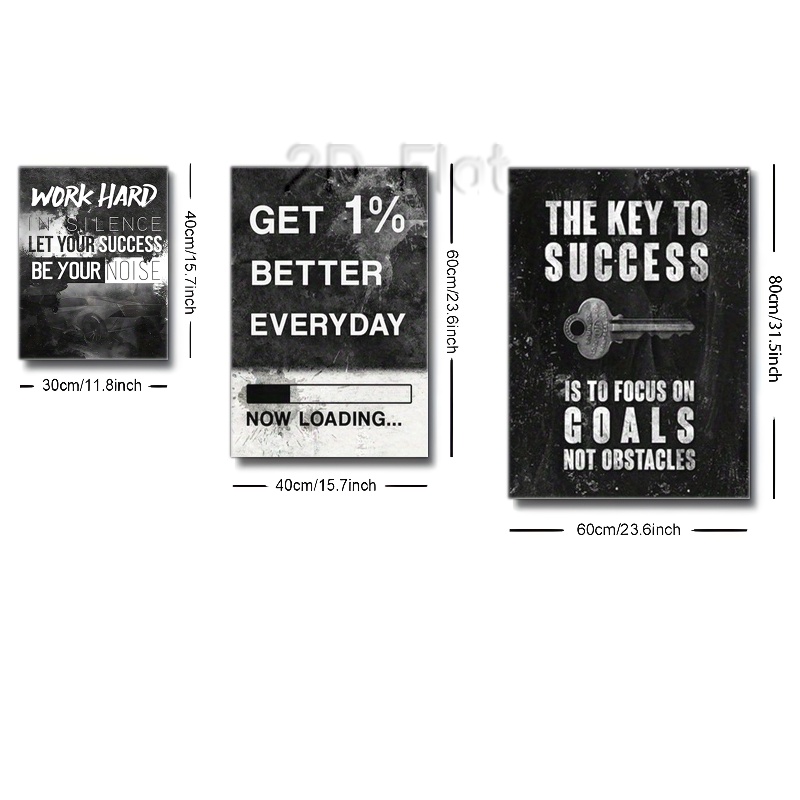 2D Flat
WORK HARD
IN SILENCE
LET YOUR SUCCESS
BE YOUR NOISE
40cm/15.7inch
30cm/11.8inch
GET 1%
BETTER
EVERYDAY
NOW LOADING...
60cm/23.6inch
40cm/15.7inch
THE KEY TO
SUCCESS
IS TO FOCUS ON
GOALS
NOT OBSTACLES
80cm/31.5inch
60cm/23.6inch